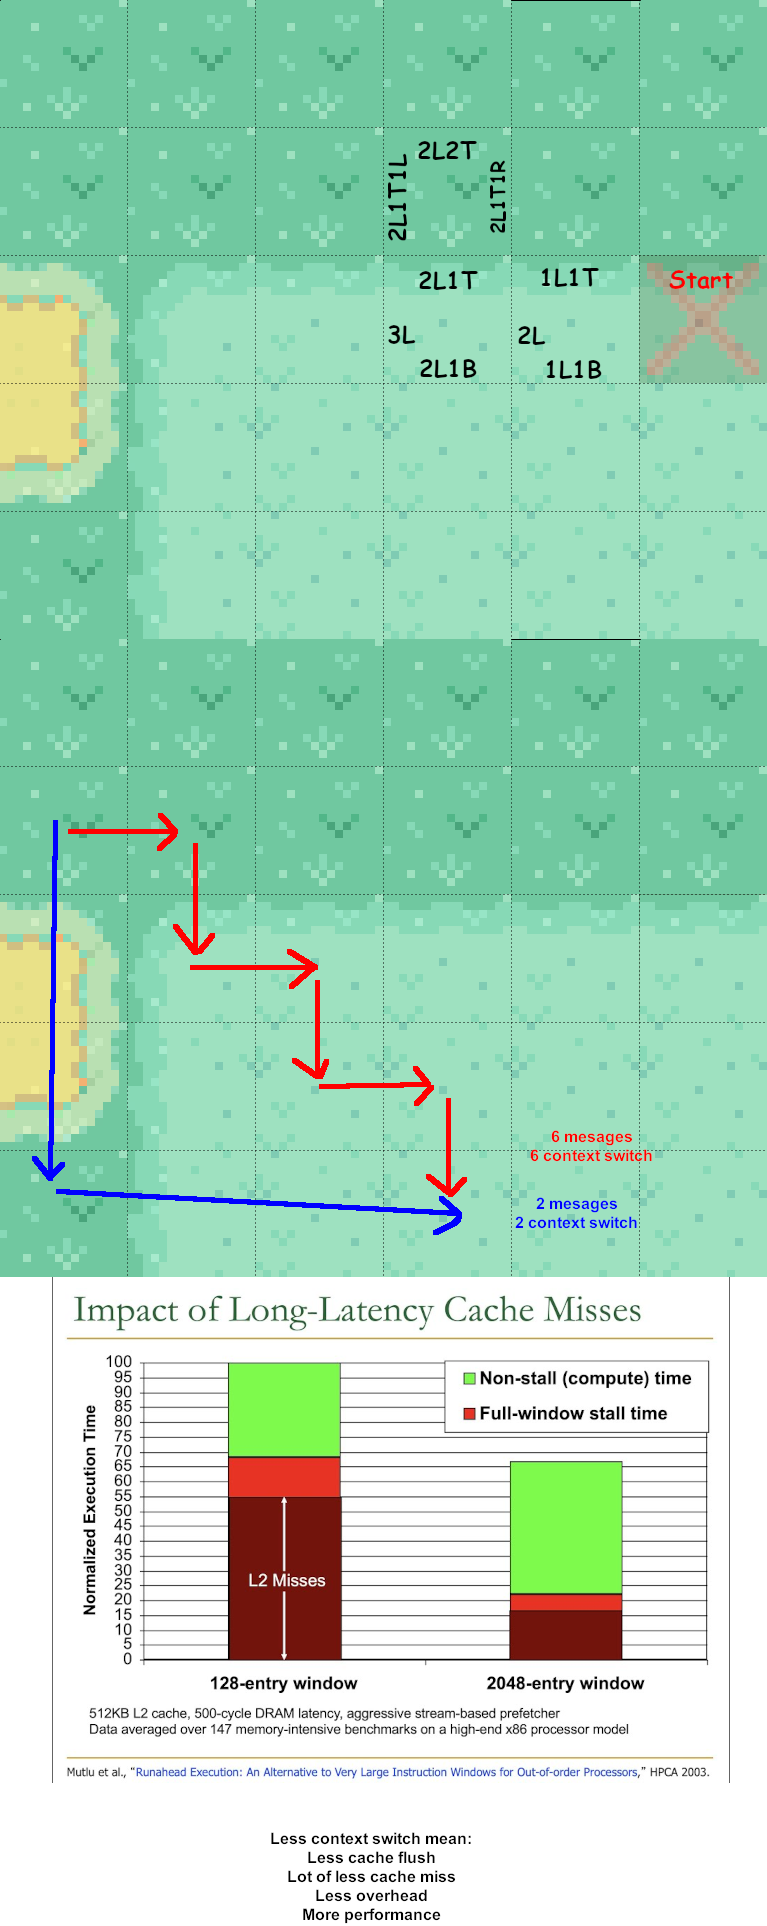 2L2T
2L1T1L
2L1T1R
2L1T
1L1T
Start
3L
2L
2L1B
1L1B
6 mesages
6 context switch
2 mesages
2 context switch
Impact of Long-Latency Cache Misses
Normalized Execution Time
100
95
90
85
80
75
70
65
60
55
50
45
40
35
30
25
20
15
10
5
0
Non-stall (compute) time
Full-window stall time
L2 Misses
128-entry window
2048-entry window
512KB L2 cache, 500-cycle DRAM latency, aggressive stream-based prefetcher
Data averaged over 147 memory-intensive benchmarks on a high-end x86 processor model
Mutlu et al., “Runahead Execution: An Alternative to Very Large Instruction Windows for Out-of-order Processors,” HPCA 2003.
Less context switch mean:
Less cache flush
Lot of less cache miss
Less overhead
More performance